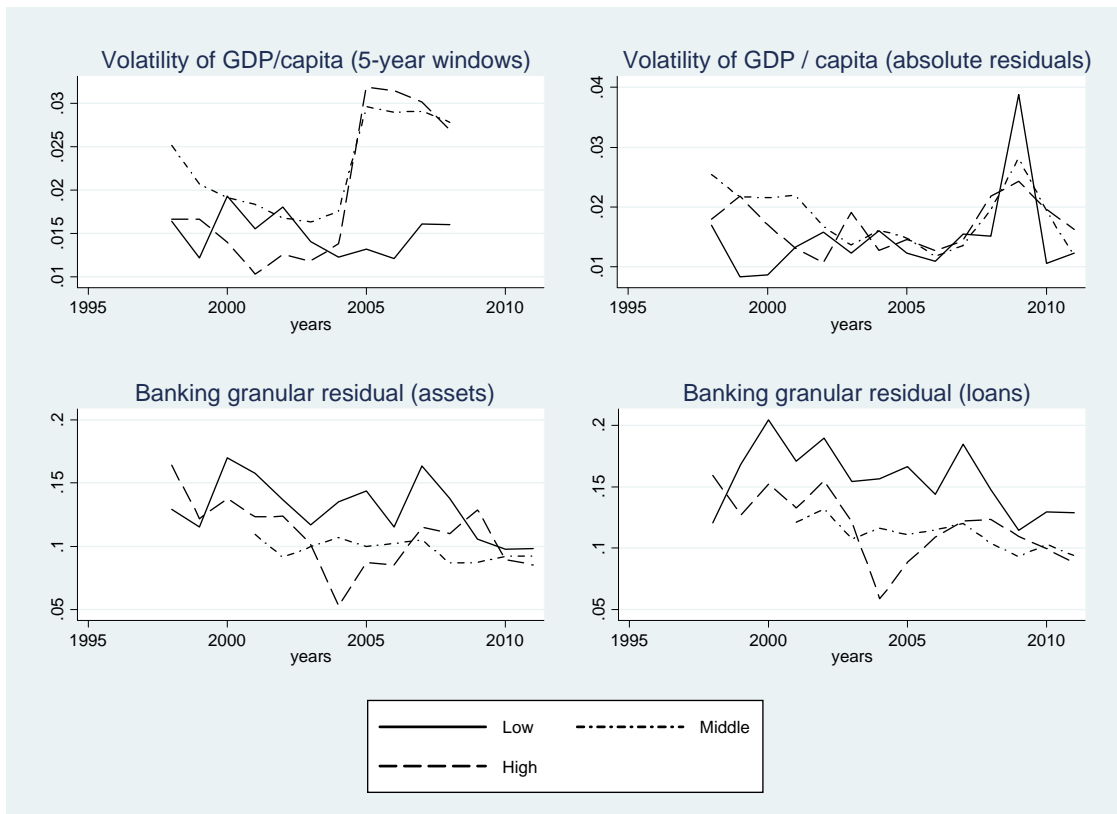 Volatility of GDP/capita (5-year windows)
.03
.025
.02
.015
.01
1995 2000 2005 2010
years
Volatility of GDP / capita (absolute residuals)
.04
.03
.02
.01
1995 2000 2005 2010
years
Banking granular residual (assets)
.2
.15
.1
.05
1995 2000 2005 2010
years
Banking granular residual (loans)
.2
.15
.1
.05
1995 2000 2005 2010
years
Low Middle
High